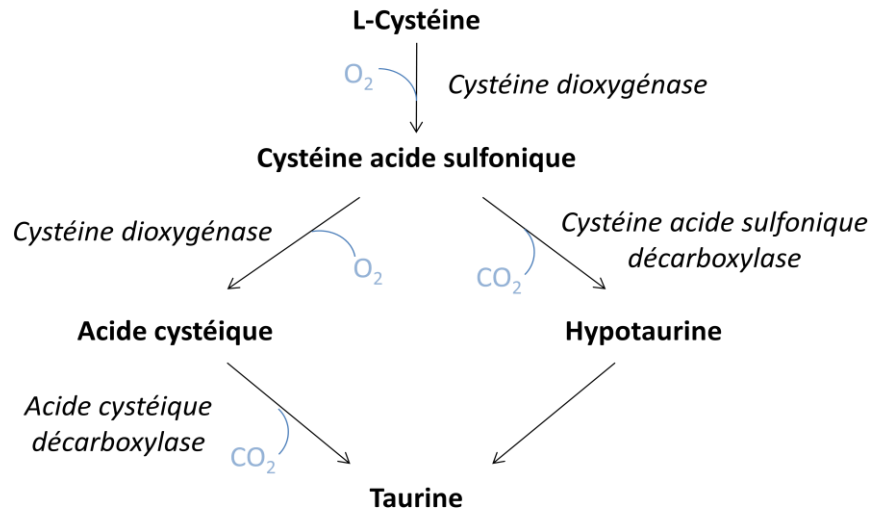 L-Cystéine
O₂
Cystéine dioxygénase
Cystéine acide sulfonique
Cystéine dioxygénase
O₂
CO₂
Cystéine acide sulfonique
décarboxylase
Acide cystéique
Hypotaurine
Acide cystéique
décarboxylase
CO₂
Taurine